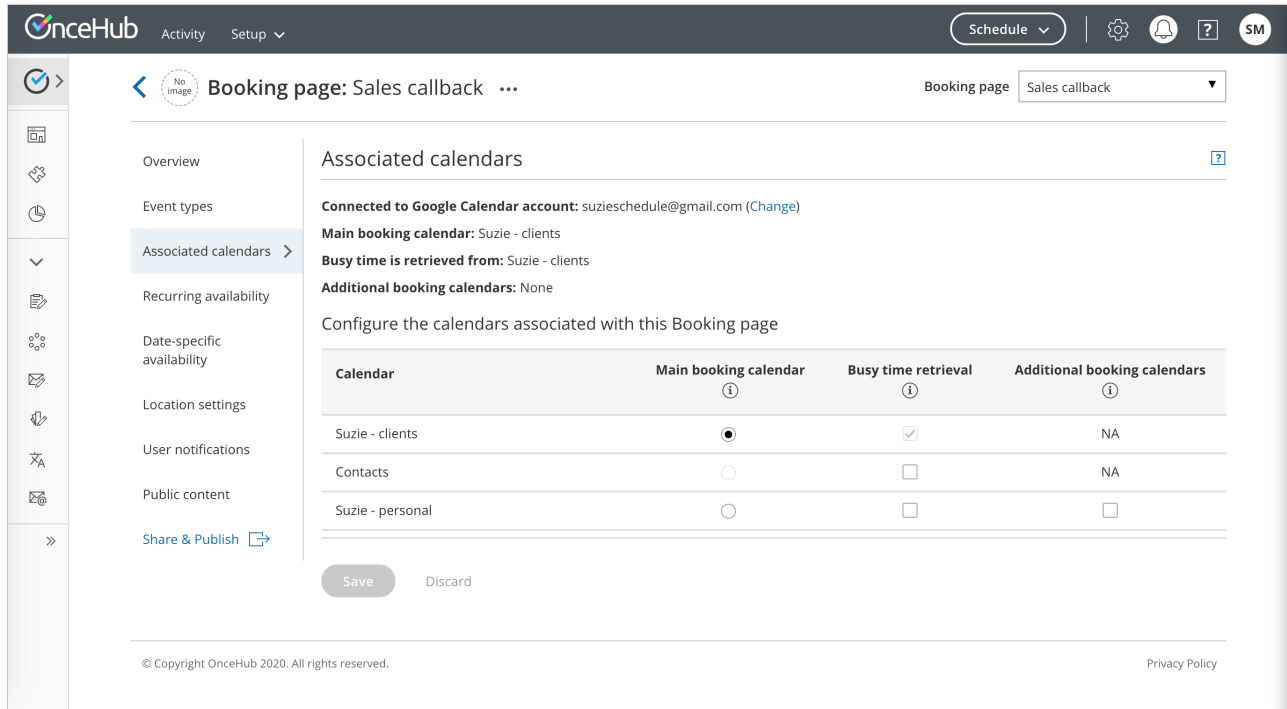 OnceHub Activity Setup Schedule ? SM
No image Booking page: Sales callback ... Booking page Sales callback
Overview
Event types
Associated calendars
Recurring availability
Date-specific
availability
Location settings
User notifications
Public content
Share & Publish
Associated calendars ?
Connected to Google Calendar account: suzieschedule@gmail.com (Change)
Main booking calendar: Suzie - clients
Busy time is retrieved from: Suzie - clients
Additional booking calendars: None
Configure the calendars associated with this Booking page
Calendar Main booking calendar Busy time retrieval Additional booking calendars
i i i
Suzie - clients NA
Contacts NA
Suzie - personal
Save Discard
© Copyright OnceHub 2020. All rights reserved. Privacy Policy